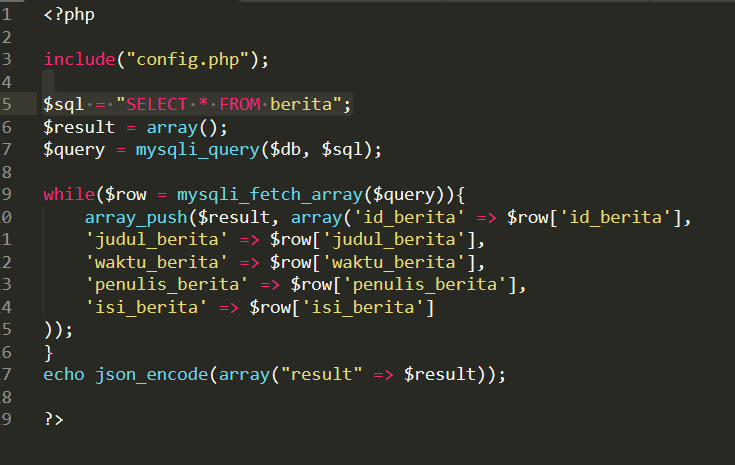 1 <?php
2
3 include("config.php");
4
5 $sql = "SELECT * FROM berita";
6 $result = array();
7 $query = mysqli_query($db, $sql);
8
9 while($row = mysqli_fetch_array($query)){
0 array_push($result, array('id_berita' => $row['id_berita'],
1 'judul_berita' => $row['judul_berita'],
2 'waktu_berita' => $row['waktu_berita'],
3 'penulis_berita' => $row['penulis_berita'],
4 'isi_berita' => $row['isi_berita']
5 ));
6 }
7 echo json_encode(array("result" => $result));
8
9 ?>